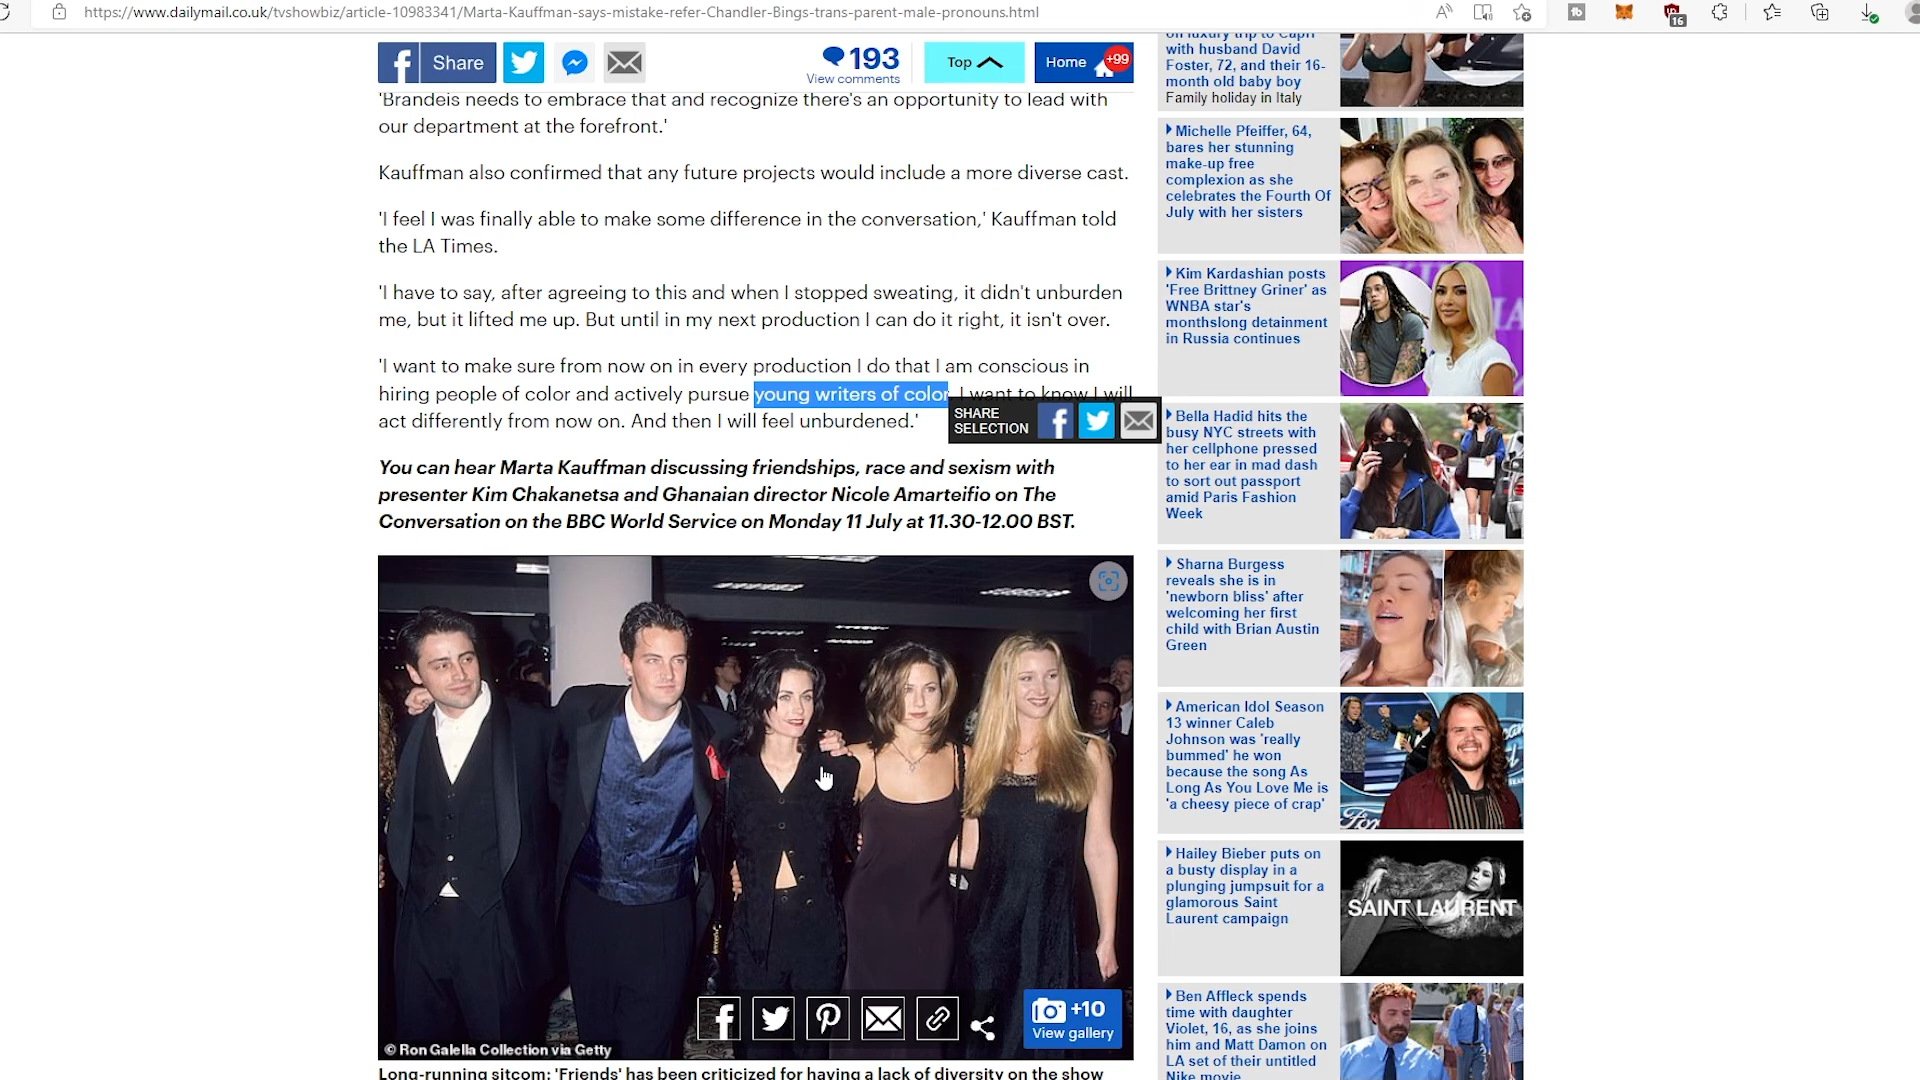 https://www.dailymail.co.uk/tvshowbiz/article-10983341/Marta-Kauffman-says-mistake-refer-Chandler-Bings-trans-parent-male-pronouns.html
16
Share
193
View comments
Top
Home
+99
'Brandeis needs to embrace that and recognize there's an opportunity to lead with
our department at the forefront.'
Kauffman also confirmed that any future projects would include a more diverse cast.
'I feel I was finally able to make some difference in the conversation,' Kauffman told
the LA Times.
'I have to say, after agreeing to this and when I stopped sweating, it didn't unburden
me, but it lifted me up. But until in my next production I can do it right, it isn't over.
'I want to make sure from now on in every production I do that I am conscious in
hiring people of color and actively pursue young writers of color. I want to know I will
act differently from now on. And then I will feel unburdened.'
SHARE
SELECTION
You can hear Marta Kauffman discussing friendships, race and sexism with
presenter Kim Chakanetsa and Ghanaian director Nicole Amarteifio on The
Conversation on the BBC World Service on Monday 11 July at 11.30-12.00 BST.
+10
View gallery
© Ron Galella Collection via Getty
Long-running sitcom: 'Friends' has been criticized for having a lack of diversity on the show
on luxury trip to Capri
with husband David
Foster, 72, and their 16-
month old baby boy
Family holiday in Italy
Michelle Pfeiffer, 64,
bares her stunning
make-up free
complexion as she
celebrates the Fourth Of
July with her sisters
Kim Kardashian posts
'Free Brittney Griner' as
WNBA star's
monthslong detainment
in Russia continues
Bella Hadid hits the
busy NYC streets with
her cellphone pressed
to her ear in mad dash
to sort out passport
amid Paris Fashion
Week
Sharna Burgess
reveals she is in
'newborn bliss' after
welcoming her first
child with Brian Austin
Green
American Idol Season
13 winner Caleb
Johnson was 'really
bummed' he won
because the song As
Long As You Love Me is
'a cheesy piece of crap'
Hailey Bieber puts on
a busty display in a
plunging jumpsuit for a
glamorous Saint
Laurent campaign
SAINT LAURENT
Ben Affleck spends
time with daughter
Violet, 16, as she joins
him and Matt Damon on
LA set of their untitled
Nike movie